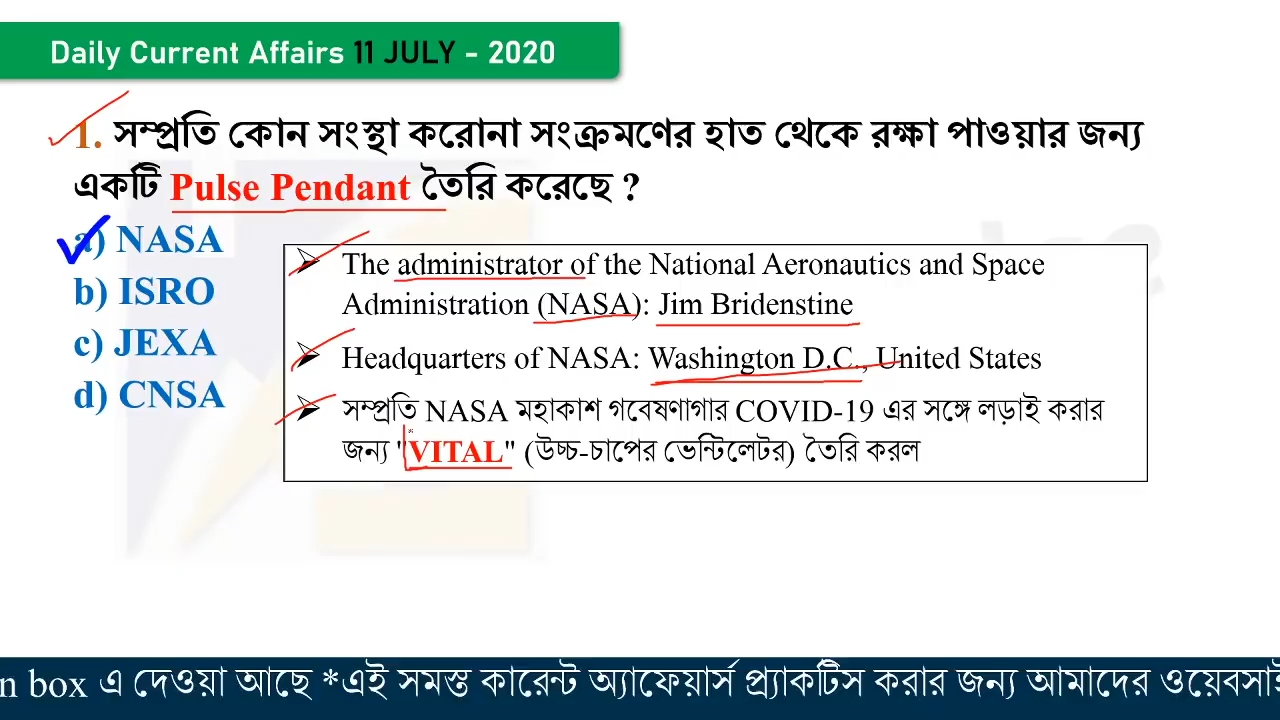 Daily Current Affairs 11 JULY - 2020
1. সম্প্রতি কোন সংস্থা করোনা সংক্রমণের হাত থেকে রক্ষা পাওয়ার জন্য
একটি Pulse Pendant তৈরি করেছে ?
a) NASA
b) ISRO
c) JEXA
d) CNSA
➢ The administrator of the National Aeronautics and Space
Administration (NASA): Jim Bridenstine
➢ Headquarters of NASA: Washington D.C., United States
➢ সম্প্রতি NASA মহাকাশ গবেষণাগার COVID-19 এর সঙ্গে লড়াই করার
জন্য "VITAL" (উচ্চ-চাপের ভেন্টিলেটর) তৈরি করল
n box এ দেওয়া আছে *এই সমস্ত কারেন্ট অ্যাফেয়ার্স প্র্যাকটিস করার জন্য আমাদের ওয়েবসাই